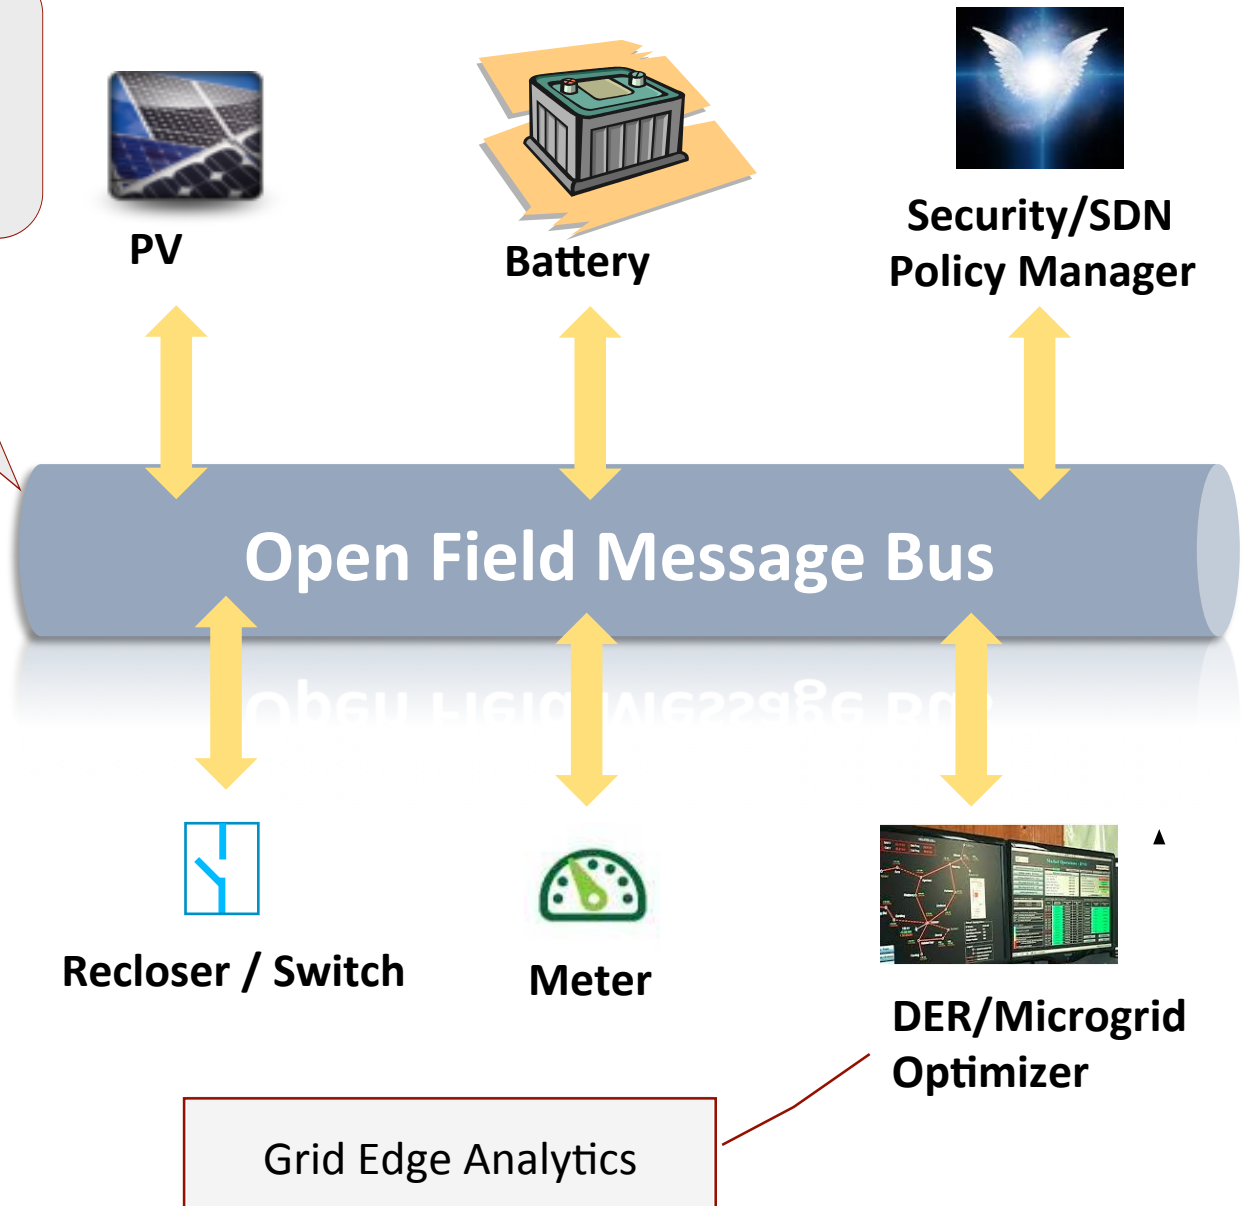 PV
Battery
Security/SDN
Policy Manager
Open Field Message Bus
Recloser / Switch
Meter
DER/Microgrid
Optimizer
Grid Edge Analytics